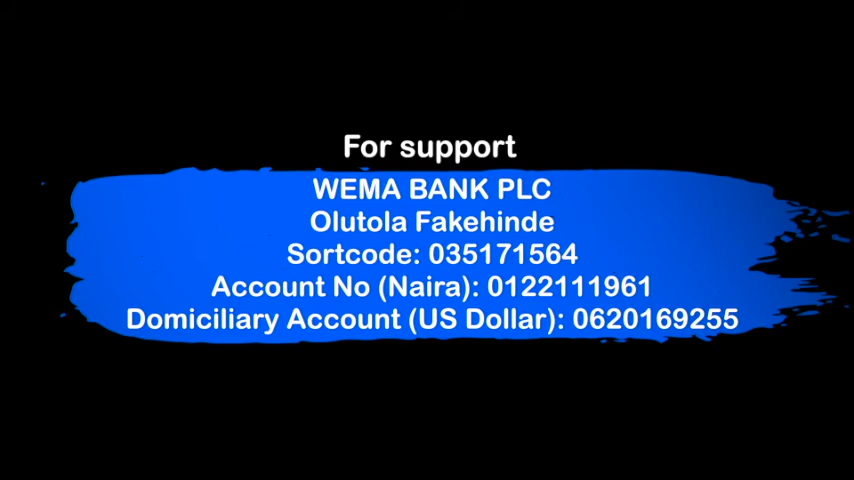 For support
WEMA BANK PLC
Olutola Fakehinde
Sortcode: 035171564
Account No (Naira): 0122111961
Domiciliary Account (US Dollar): 0620169255